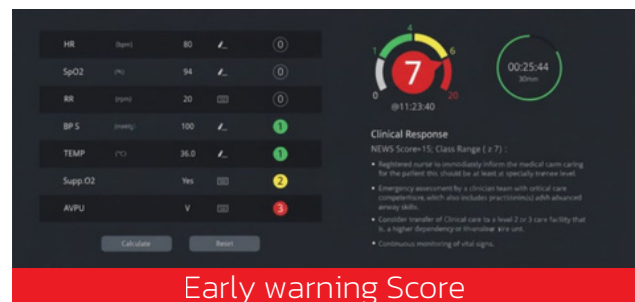 HR (bpm) 80 0
SpO2 (%) 94 0
RR (rpm) 20 0
BP S (mmHg) 100 1
TEMP (°C) 36.0 1
Supp.O2 Yes 2
AVPU V 3
Calculate Reset
4
1 6
7
0 20
@11:23:40
00:25:44
30mm
Clinical Response
NEWS Score=15; Class Range ( ≥ 7) :
• Registered nurse to immediately inform the medical caring
for the patient this should be at least at specialty trainee level
• Emergency assessment by a clinician team with critical care
which also includes practitioner(s) with advanced
airway skills.
• Consider transfer of Clinical care to a level 2 or 3 care facility that
is, a higher dependency or
• Continuous monitoring of vital signs.
Early warning Score